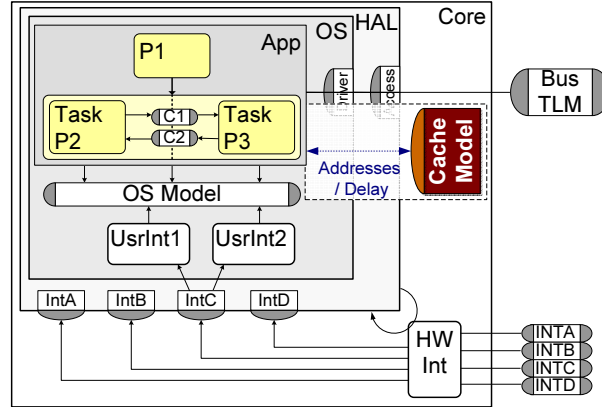 Core
HAL
OS
App
P1
Driver
Access
Bus
TLM
Task
P2
C1
C2
Task
P3
Cache
Model
Addresses
/ Delay
OS Model
UsrInt1
UsrInt2
IntA
IntB
IntC
IntD
HW
Int
INTA
INTB
INTC
INTD